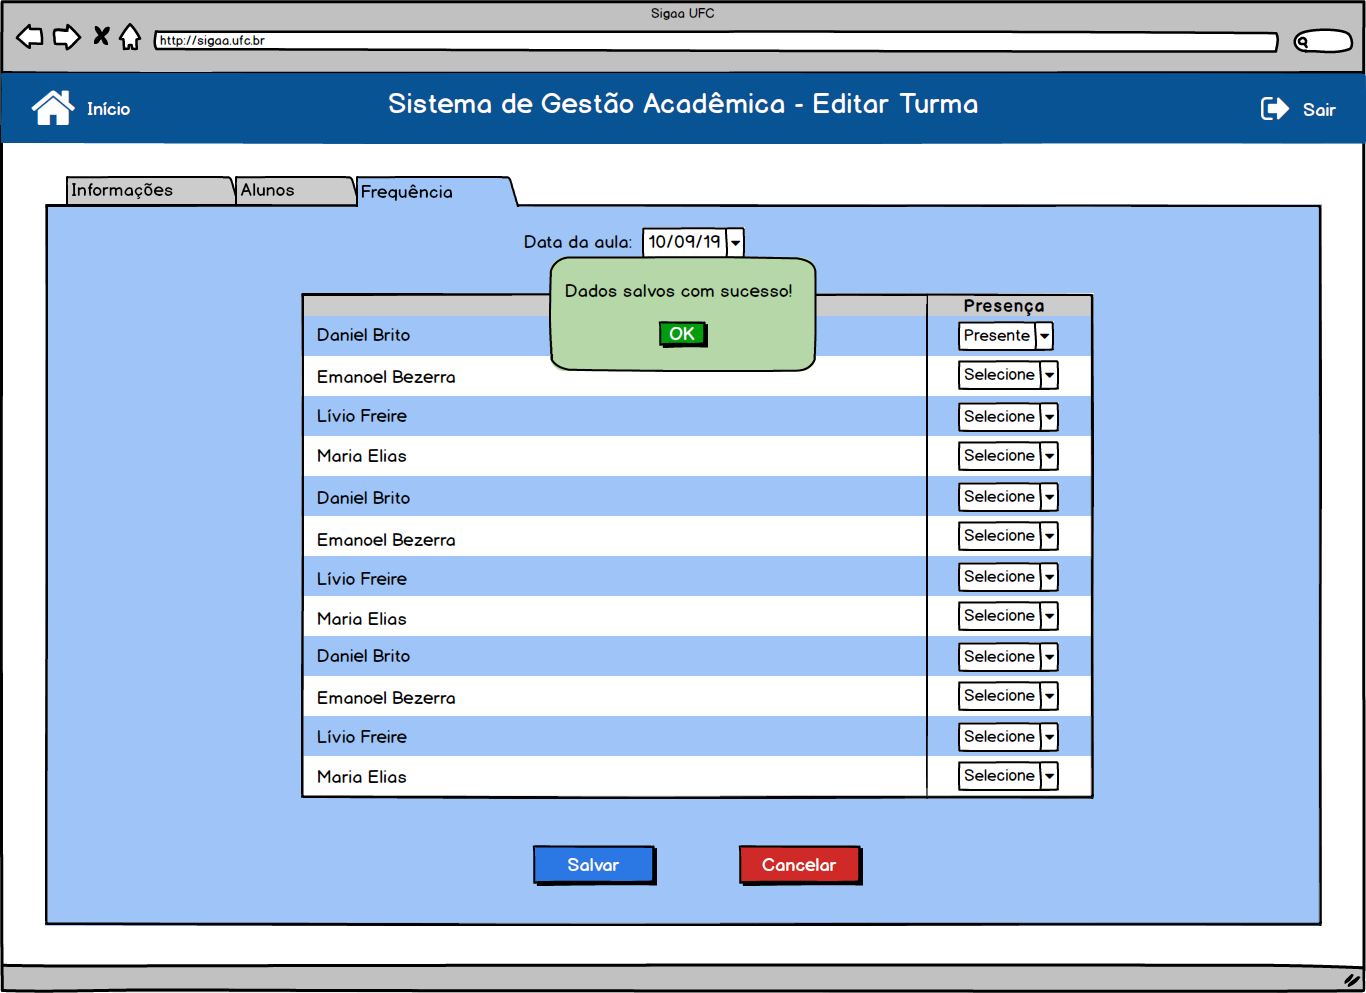 Sigaa UFC
http://sigaa.ufc.br
Início
Sistema de Gestão Acadêmica - Editar Turma
Sair
Informações
Alunos
Frequência
Data da aula: 10/09/19
Dados salvos com sucesso!
OK
Presença
Daniel Brito Presente
Emanoel Bezerra Selecione
Lívio Freire Selecione
Maria Elias Selecione
Daniel Brito Selecione
Emanoel Bezerra Selecione
Lívio Freire Selecione
Maria Elias Selecione
Daniel Brito Selecione
Emanoel Bezerra Selecione
Lívio Freire Selecione
Maria Elias Selecione
Salvar
Cancelar